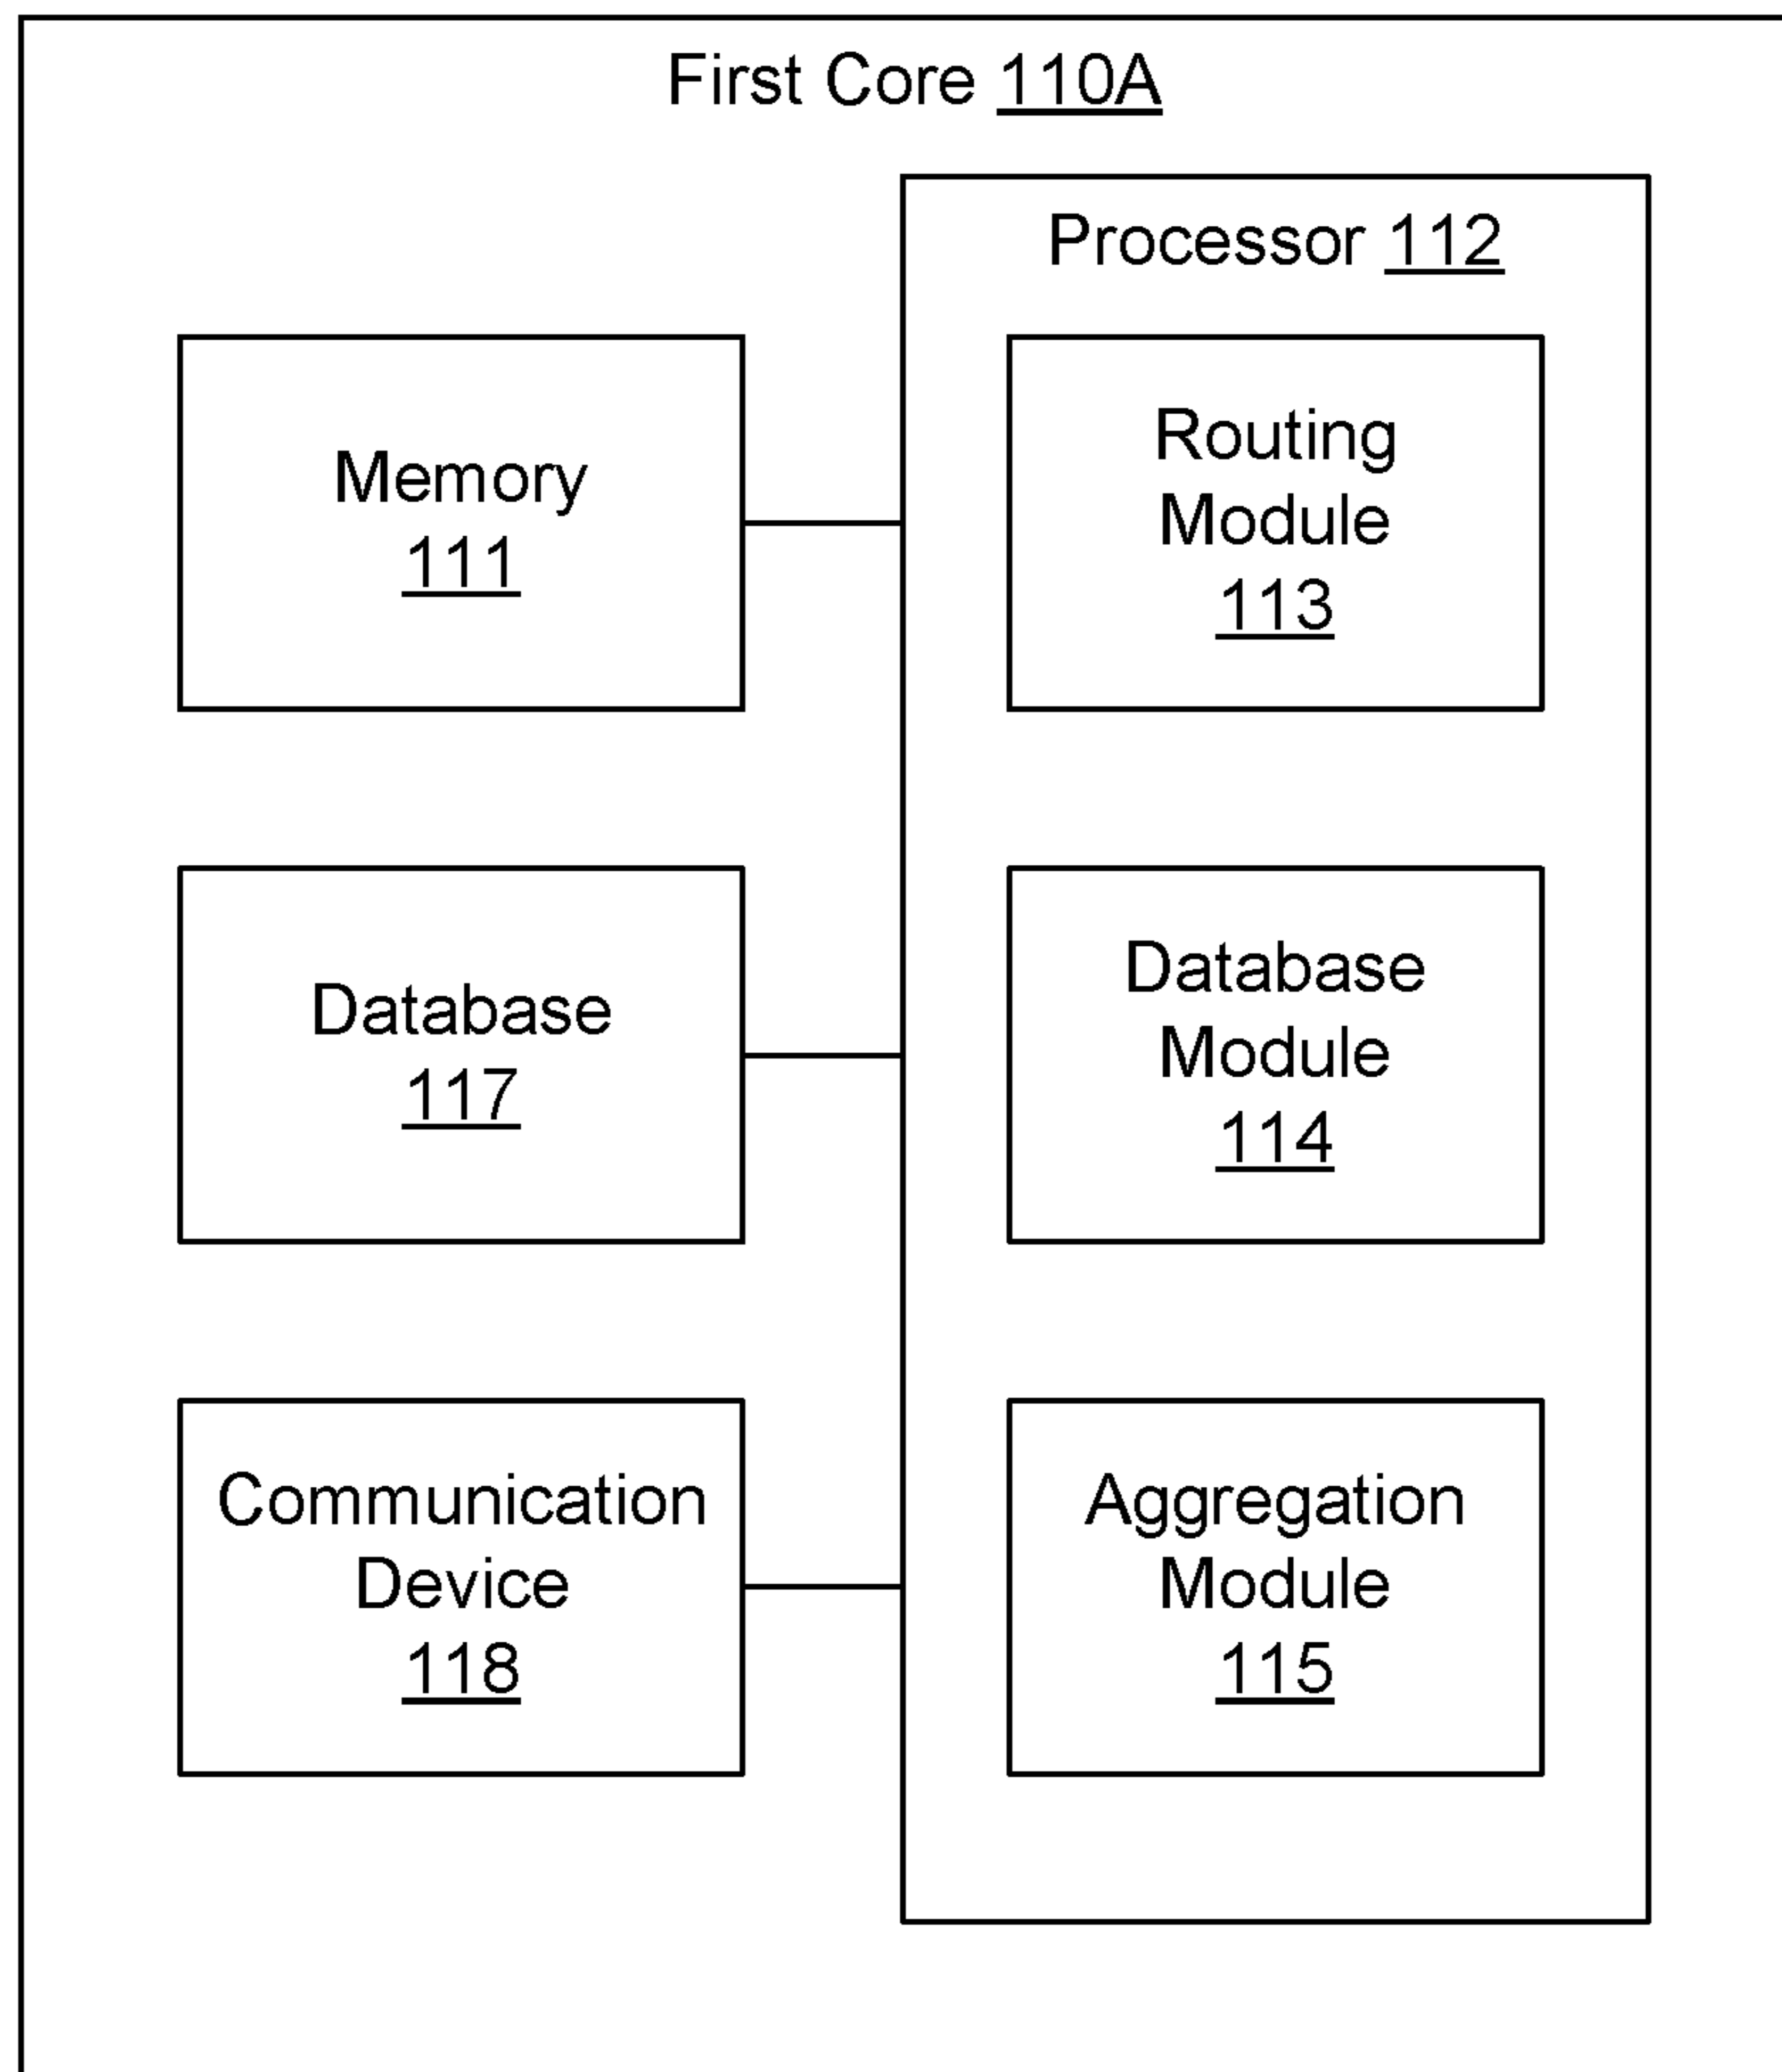 First Core 110A
Processor 112
Memory
111
Routing
Module
113
Database
117
Database
Module
114
Communication
Device
118
Aggregation
Module
115